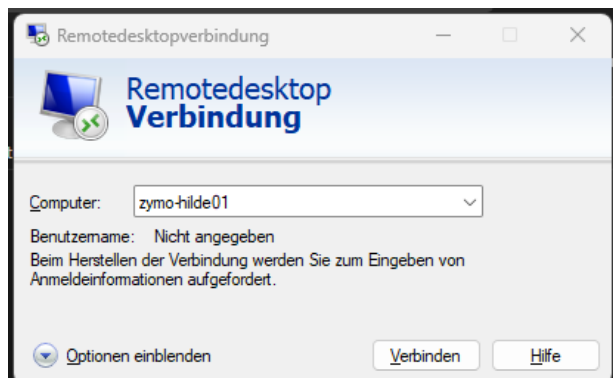 Remotedesktopverbindung
Remotedesktop
Verbindung
Computer: zymo-hilde01
Benutzername: Nicht angegeben
Beim Herstellen der Verbindung werden Sie zum Eingeben von
Anmeldeinformationen aufgefordert.
Optionen einblenden Verbinden Hilfe